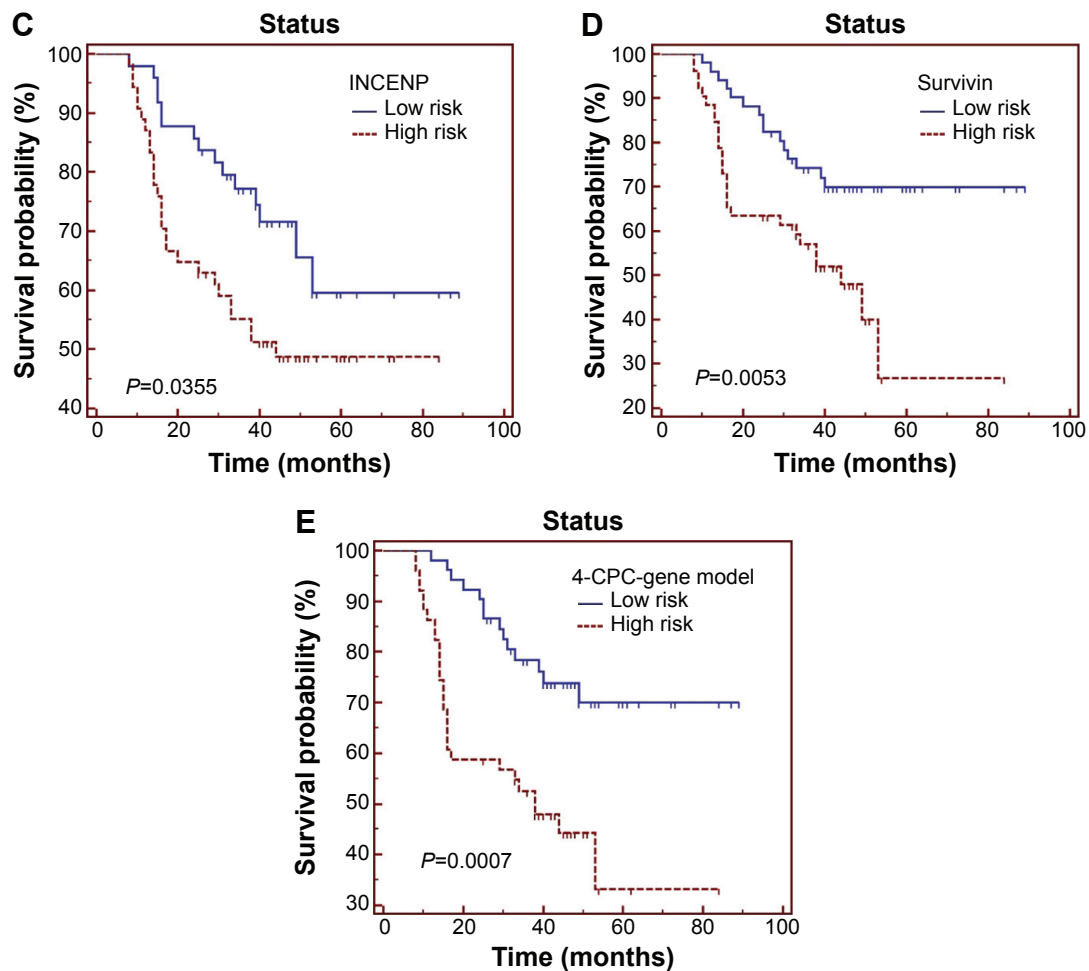 C
Status
Survival probability (%)
100
90
80
70
60
50
40
INCENP
Low risk
High risk
P=0.0355
0 20 40 60 80 100
Time (months)
D
Status
Survival probability (%)
100
90
80
70
60
50
40
30
20
Survivin
Low risk
High risk
P=0.0053
0 20 40 60 80 100
Time (months)
E
Status
Survival probability (%)
100
90
80
70
60
50
40
30
4-CPC-gene model
Low risk
High risk
P=0.0007
0 20 40 60 80 100
Time (months)